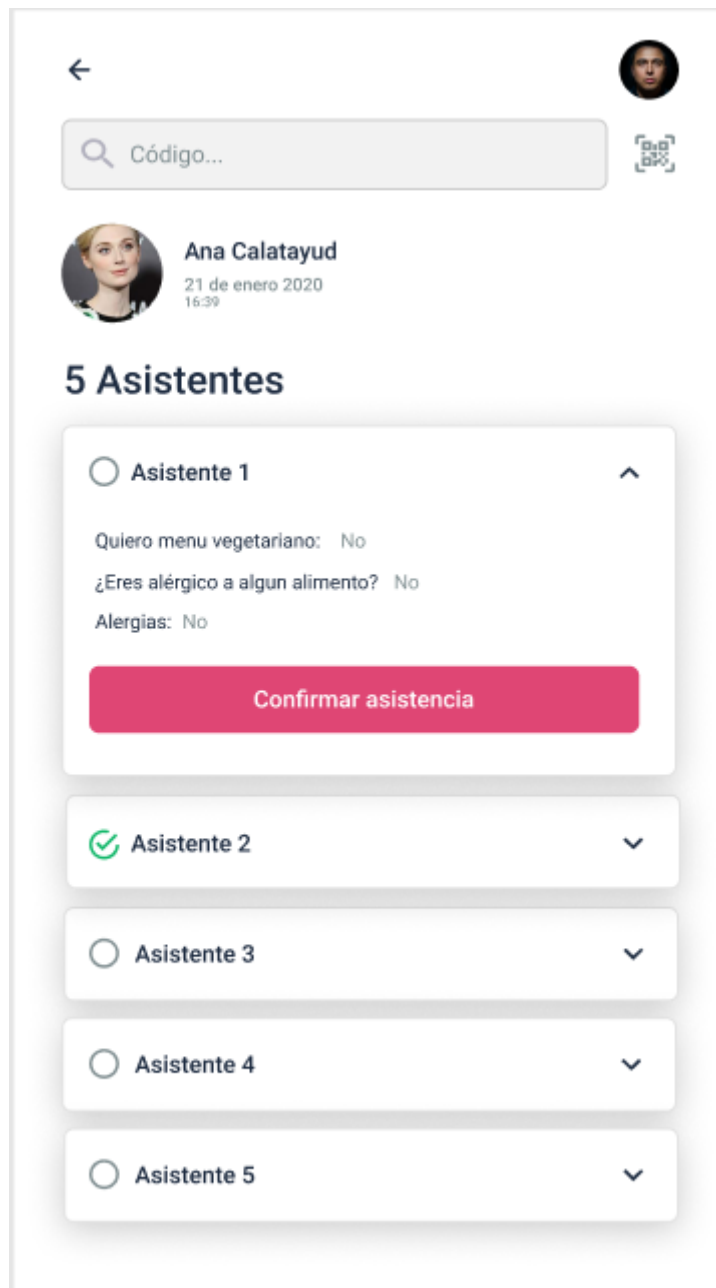 Código...
Ana Calatayud
21 de enero 2020
16:39
5 Asistentes
Asistente 1
Quiero menu vegetariano: No
¿Eres alérgico a algun alimento? No
Alergias: No
Confirmar asistencia
Asistente 2
Asistente 3
Asistente 4
Asistente 5